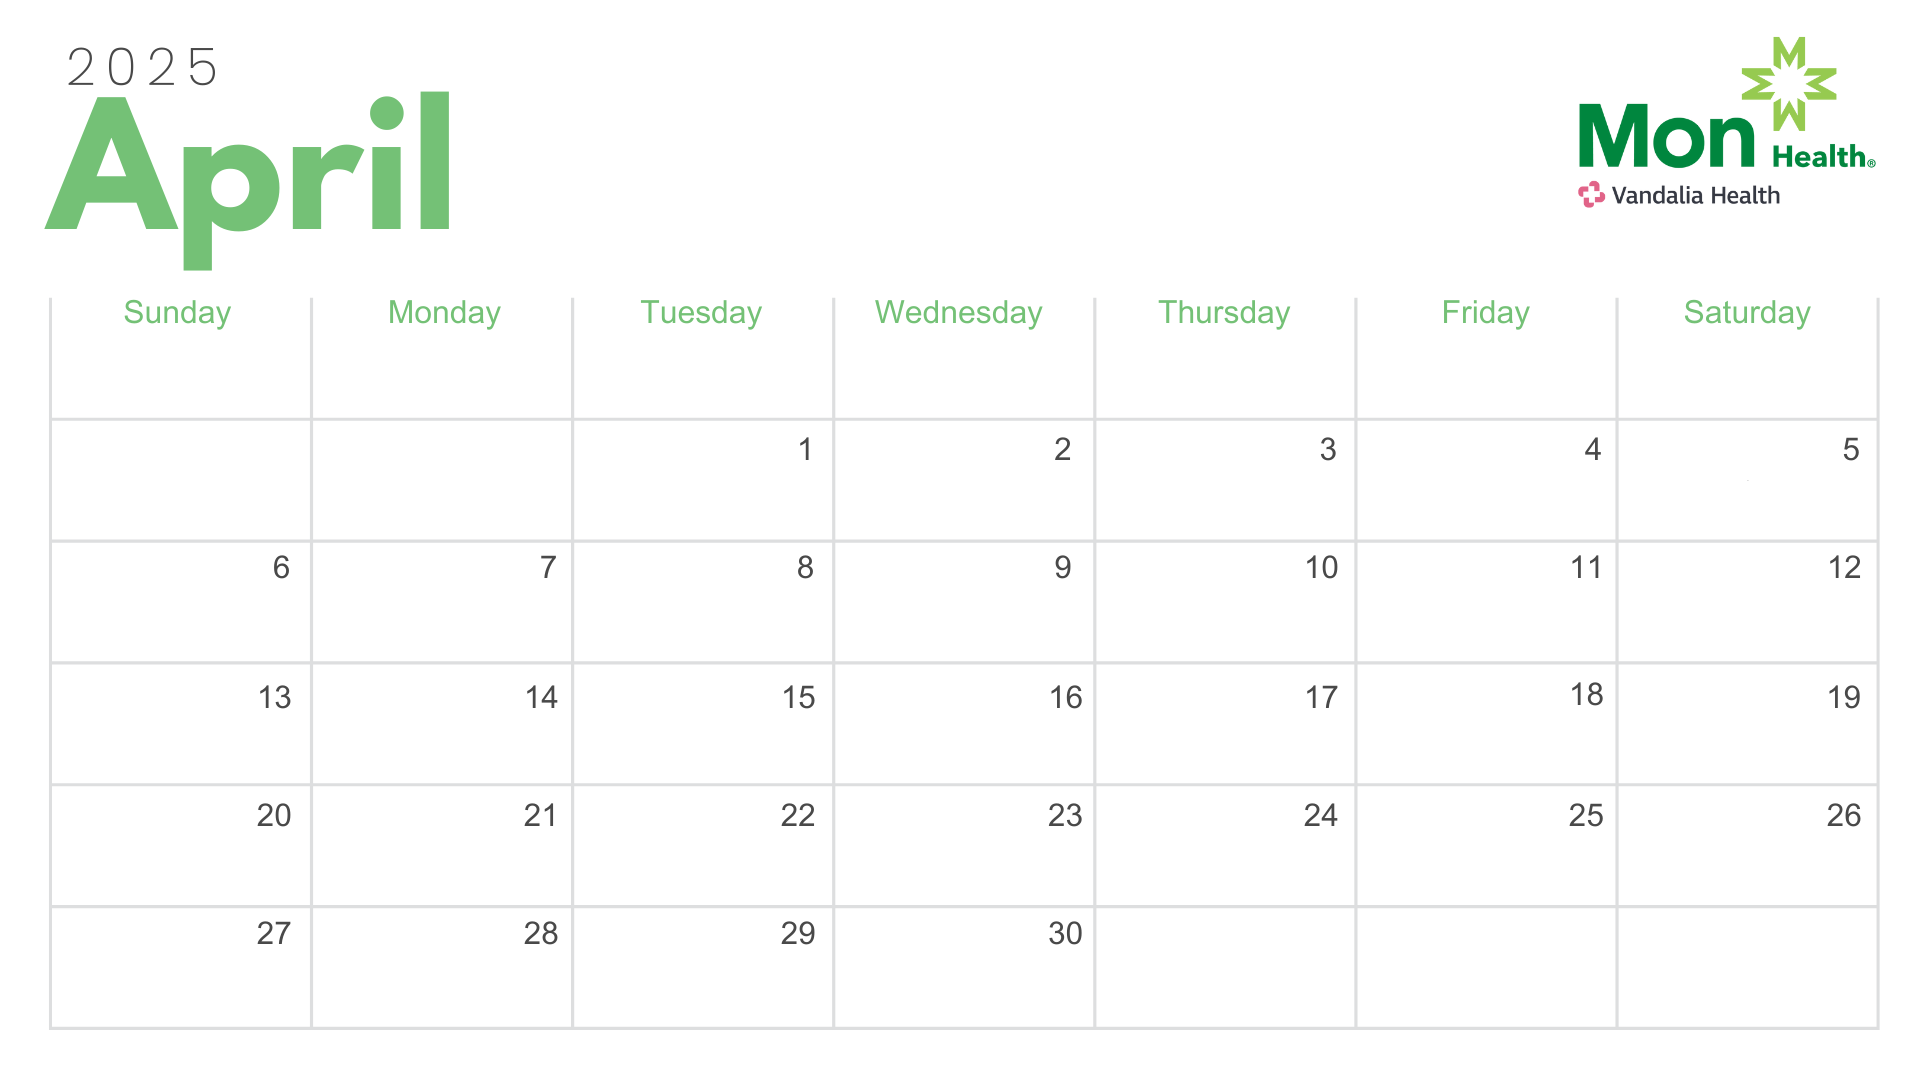 2025
April
Mon Health®
Vandalia Health
Sunday Monday Tuesday Wednesday Thursday Friday Saturday
1 2 3 4 5
6 7 8 9 10 11 12
13 14 15 16 17 18 19
20 21 22 23 24 25 26
27 28 29 30